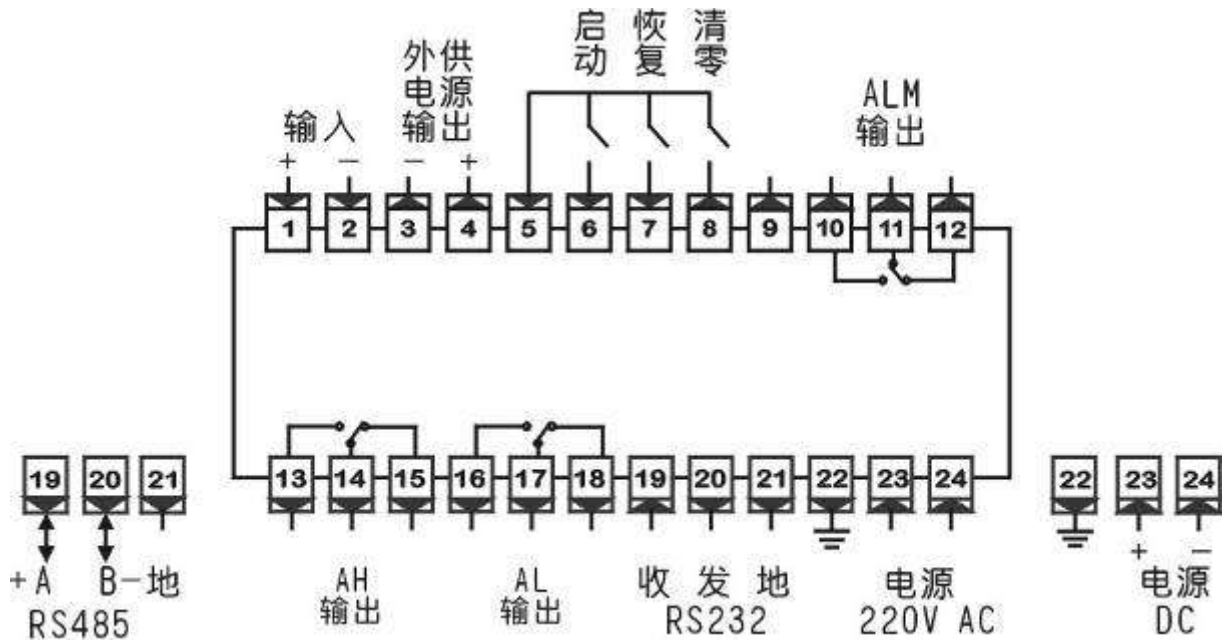 启动 恢复 清零
外供
电源
输出
输入
+ − − +
ALM
输出
1 2 3 4 5 6 7 8 9 10 11 12
19 20 21
13 14 15 16 17 18 19 20 21 22 23 24
22 23 24
+A B−地
RS485
AH
输出
AL
输出
收 发 地
RS232
电源
220V AC
+ −
电源
DC